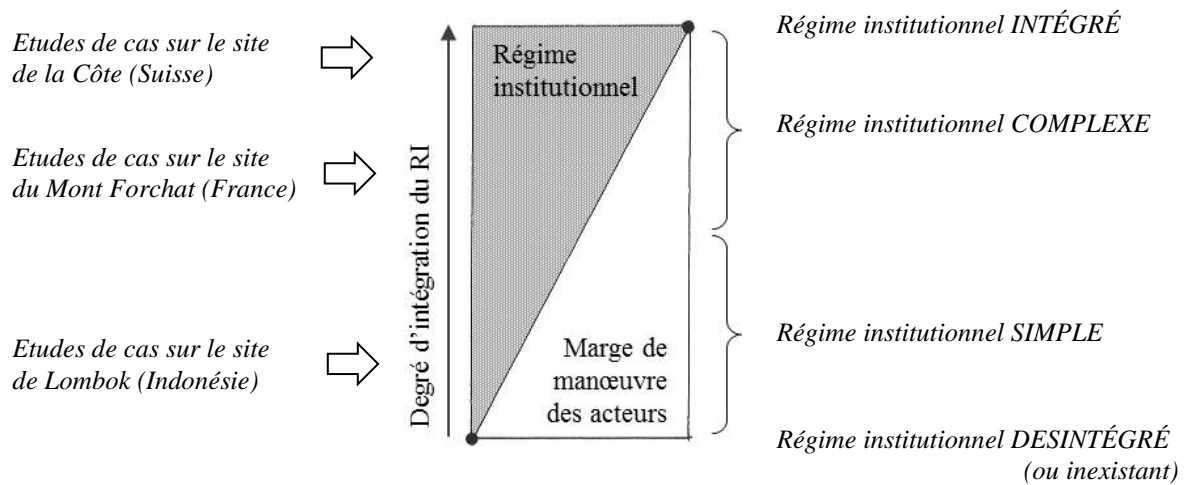 Etudes de cas sur le site
de la Côte (Suisse)
Etudes de cas sur le site
du Mont Forchat (France)
Etudes de cas sur le site
de Lombok (Indonésie)
Degré d'intégration du RI
Régime
institutionnel
Marge de
manœuvre
des acteurs
Régime institutionnel INTÉGRÉ
Régime institutionnel COMPLEXE
Régime institutionnel SIMPLE
Régime institutionnel DESINTÉGRÉ
(ou inexistant)